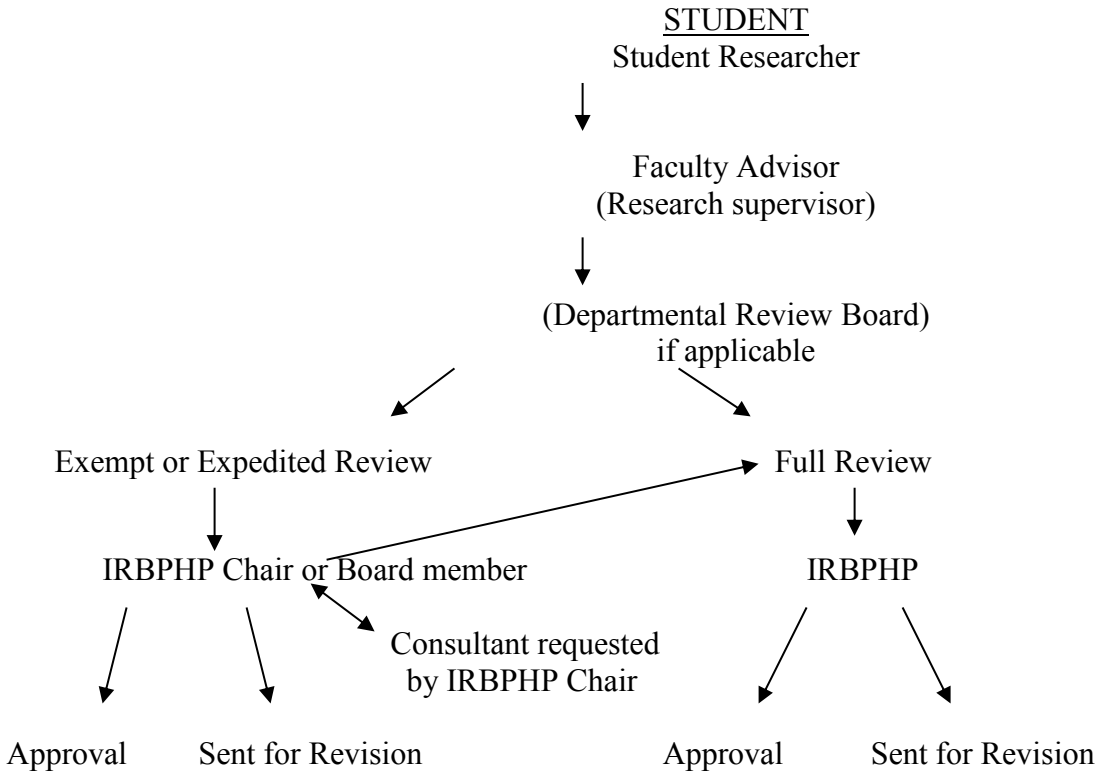 STUDENT
Student Researcher
Faculty Advisor
(Research supervisor)
(Departmental Review Board)
if applicable
Exempt or Expedited Review
Full Review
IRBPHP Chair or Board member
IRBPHP
Consultant requested
by IRBPHP Chair
Approval
Sent for Revision
Approval
Sent for Revision